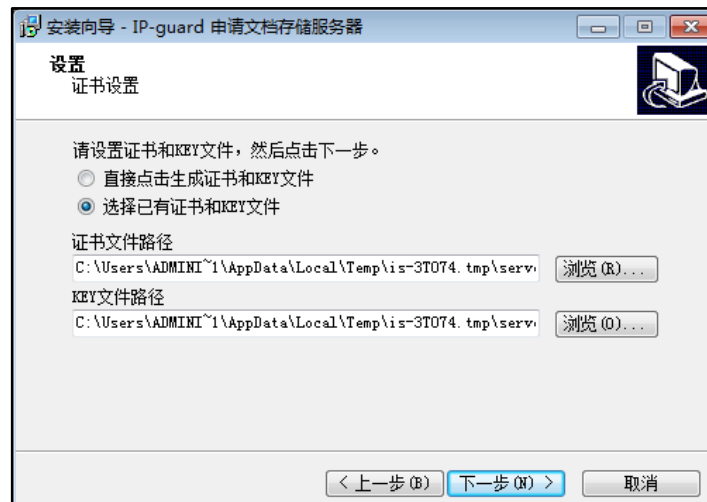 安装向导 - IP-guard 申请文档存储服务器
设置
证书设置
请设置证书和KEY文件，然后点击下一步。
直接点击生成证书和KEY文件
选择已有证书和KEY文件
证书文件路径
C:\Users\ADMINI~1\AppData\Local\Temp\is-3T074.tmp\serv
浏览(R)...
KEY文件路径
C:\Users\ADMINI~1\AppData\Local\Temp\is-3T074.tmp\serv
浏览(O)...
< 上一步(B)
下一步(N) >
取消